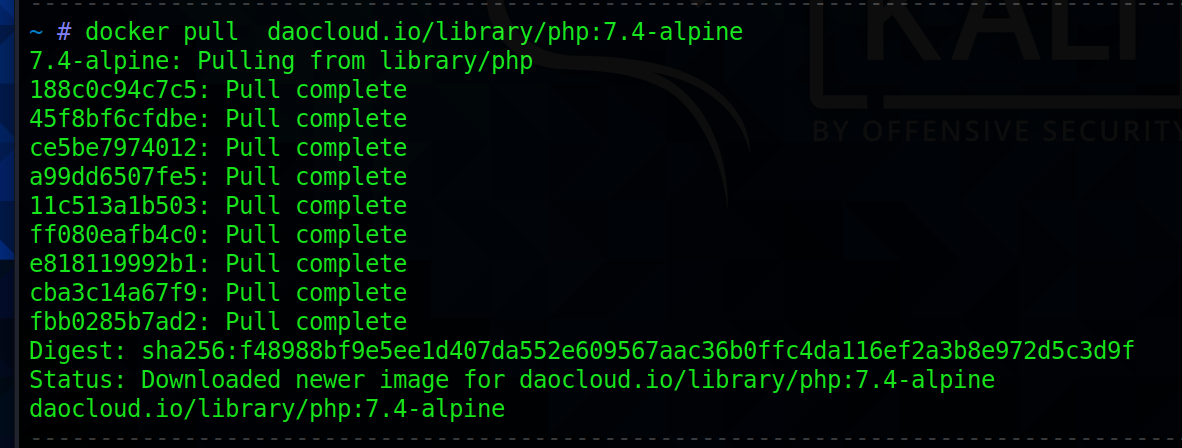 ~ # docker pull  daocloud.io/library/php:7.4-alpine
7.4-alpine: Pulling from library/php
188c0c94c7c5: Pull complete
45f8bf6cfdbe: Pull complete
ce5be7974012: Pull complete
a99dd6507fe5: Pull complete
11c513a1b503: Pull complete
ff080eafb4c0: Pull complete
e818119992b1: Pull complete
cba3c14a67f9: Pull complete
fbb0285b7ad2: Pull complete
Digest: sha256:f48988bf9e5ee1d407da552e609567aac36b0ffc4da116ef2a3b8e972d5c3d9f
Status: Downloaded newer image for daocloud.io/library/php:7.4-alpine
daocloud.io/library/php:7.4-alpine
KALI
BY OFFENSIVE SECURITY